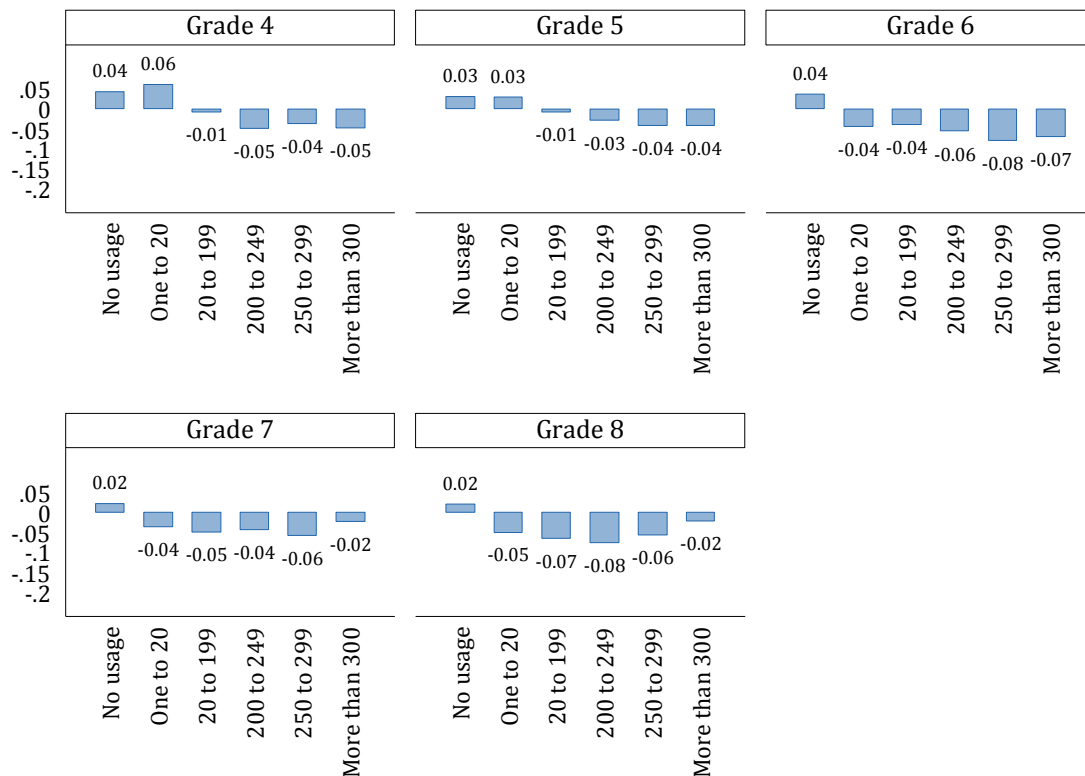 Grade 4 Grade 5 Grade 6
0.04 0.06 -0.01 -0.05 -0.04 -0.05
0.03 0.03 -0.01 -0.03 -0.04 -0.04
0.04 -0.04 -0.04 -0.06 -0.08 -0.07
.05
0
-.05
-.1
-.15
-.2
No usage
One to 20
20 to 199
200 to 249
250 to 299
More than 300
No usage
One to 20
20 to 199
200 to 249
250 to 299
More than 300
No usage
One to 20
20 to 199
200 to 249
250 to 299
More than 300
Grade 7 Grade 8
0.02 -0.04 -0.05 -0.04 -0.06 -0.02
0.02 -0.05 -0.07 -0.08 -0.06 -0.02
.05
0
-.05
-.1
-.15
-.2
No usage
One to 20
20 to 199
200 to 249
250 to 299
More than 300
No usage
One to 20
20 to 199
200 to 249
250 to 299
More than 300